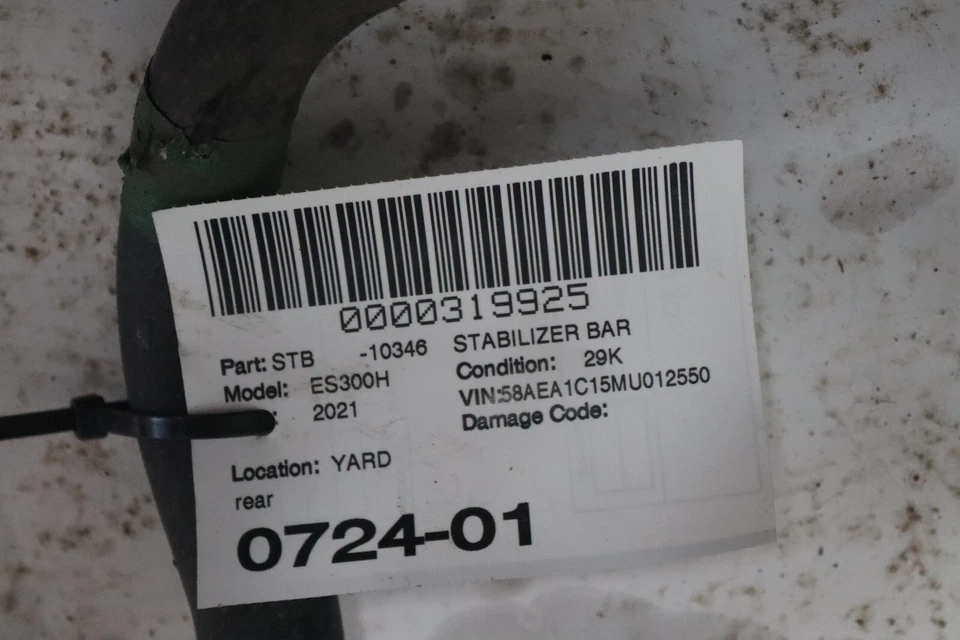 0000319925
Part: STB -10346 STABILIZER BAR
Model: ES300H Condition: 29K
: 2021 VIN:58AEA1C15MU012550
Damage Code:
Location: YARD
rear
0724-01